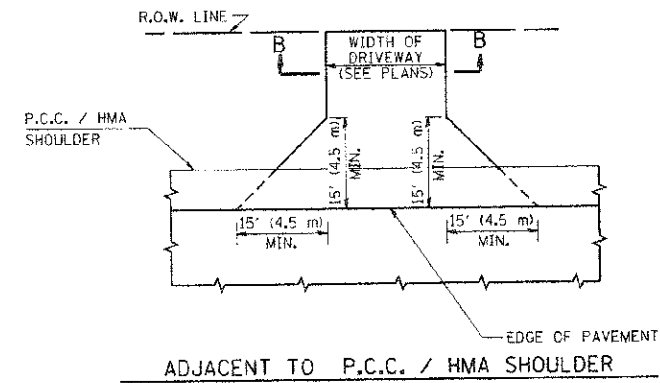 R.O.W. LINE
B
WIDTH OF
DRIVEWAY
(SEE PLANS)
B
P.C.C. / HMA
SHOULDER
15' (4.5 m)
MIN.
15' (4.5 m)
MIN.
15' (4.5 m)
MIN.
15' (4.5 m)
MIN.
EDGE OF PAVEMENT
ADJACENT TO P.C.C. / HMA SHOULDER